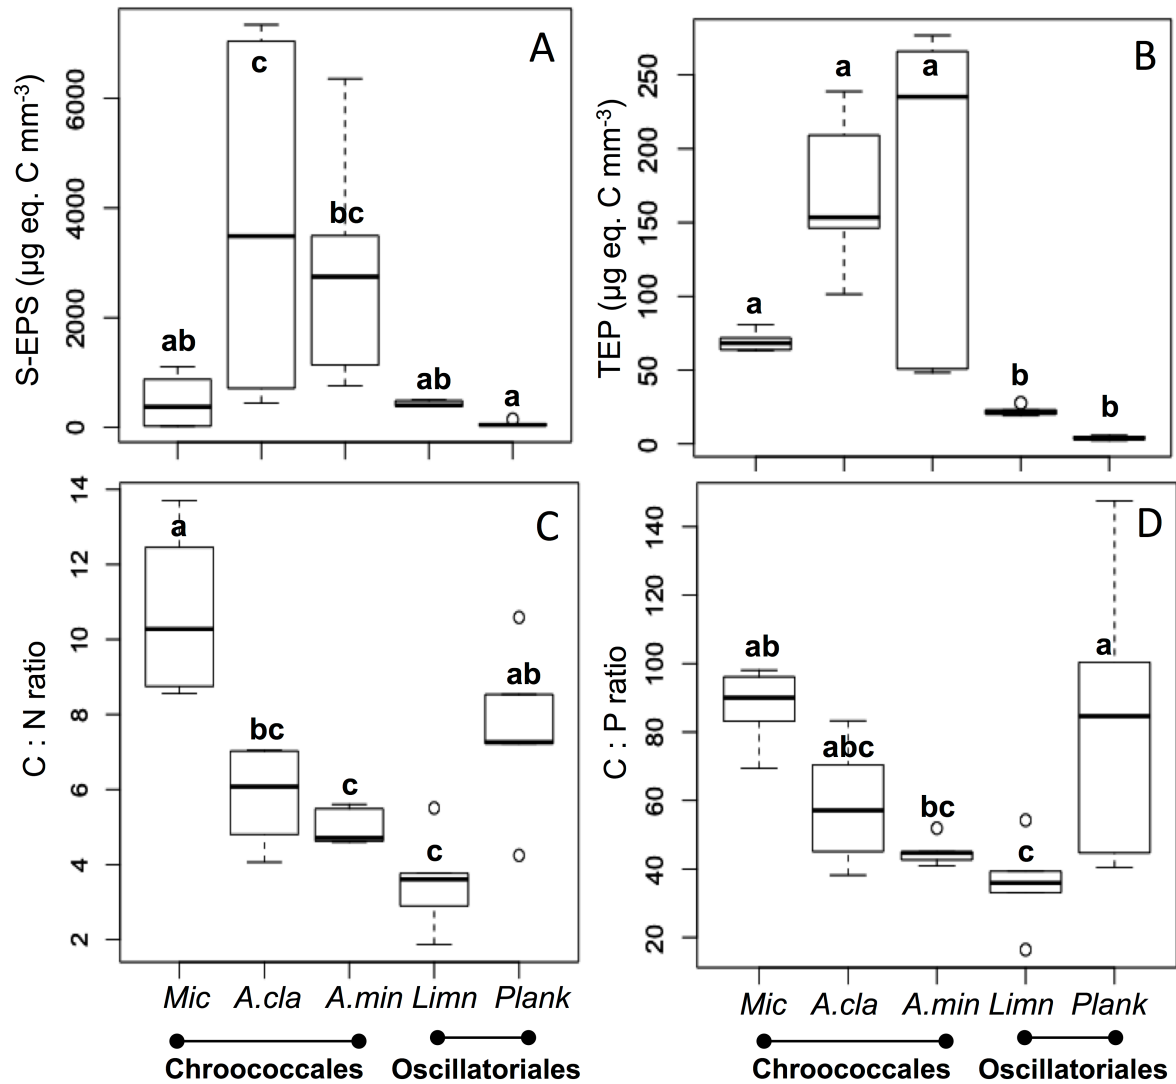 A
S-EPS (µg eq. C mm-3)
6000
4000
2000
0
ab
c
bc
ab
a
B
TEP (µg eq. C mm-3)
250
200
150
100
50
0
a
a
a
b
b
C
C : N ratio
14
12
10
8
6
4
2
a
bc
c
c
ab
D
C : P ratio
140
120
100
80
60
40
20
ab
abc
bc
c
a
Mic A.cla A.min Limn Plank
Chroococcales Oscillatoriales
Mic A.cla A.min Limn Plank
Chroococcales Oscillatoriales